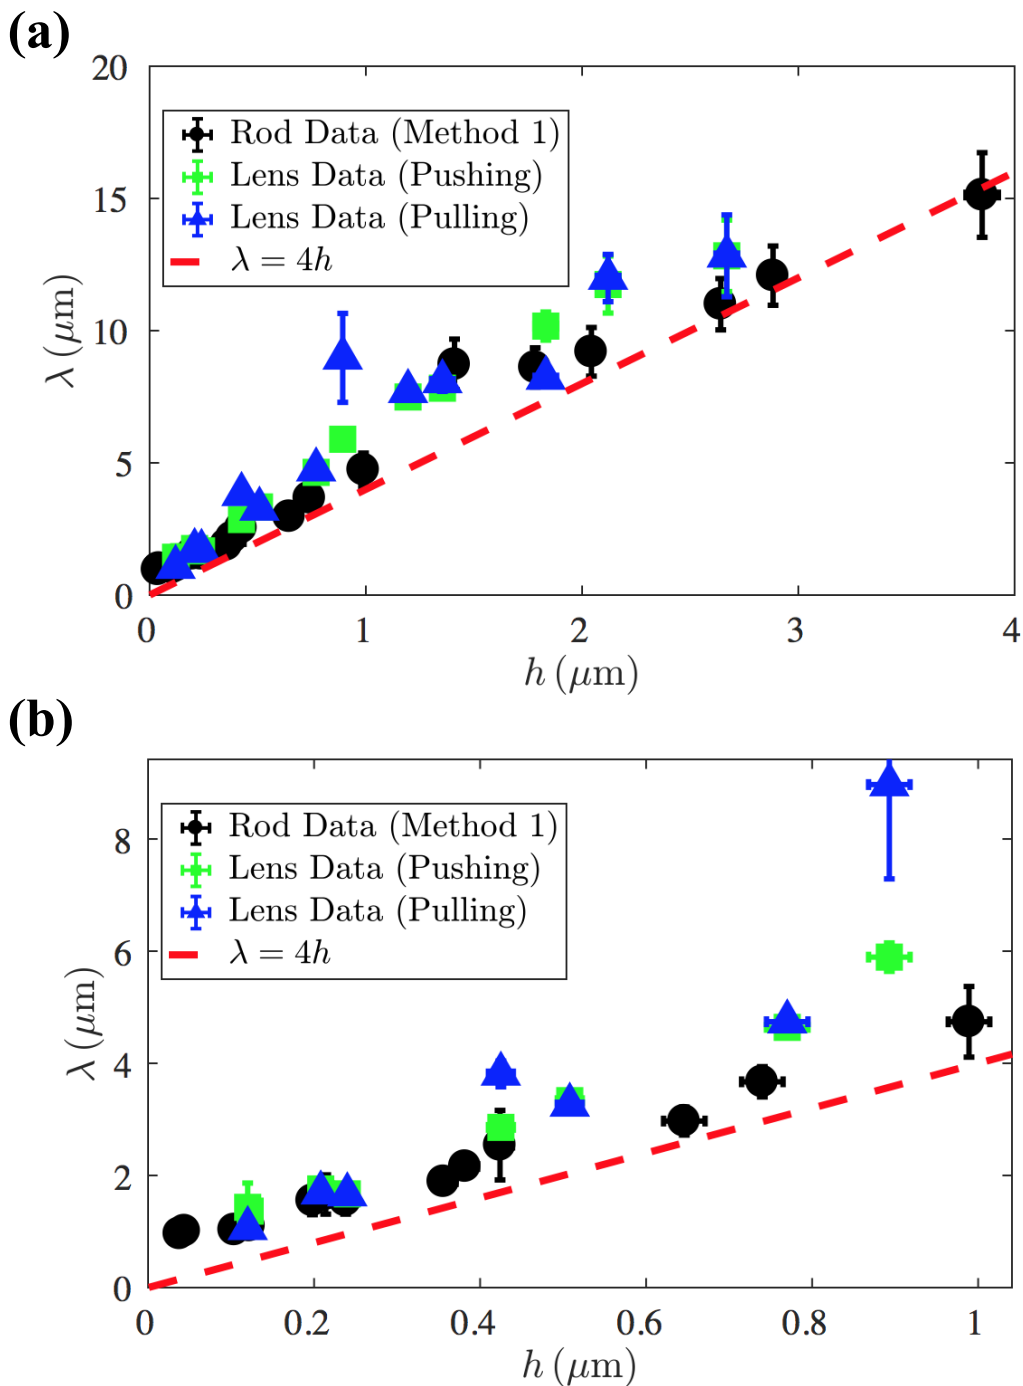 (a)
20
15
10
5
0
Rod Data (Method 1)
Lens Data (Pushing)
Lens Data (Pulling)
λ = 4h
λ (μm)
0 1 2 3 4
h (μm)
(b)
8
6
4
2
0
Rod Data (Method 1)
Lens Data (Pushing)
Lens Data (Pulling)
λ = 4h
λ (μm)
0 0.2 0.4 0.6 0.8 1
h (μm)